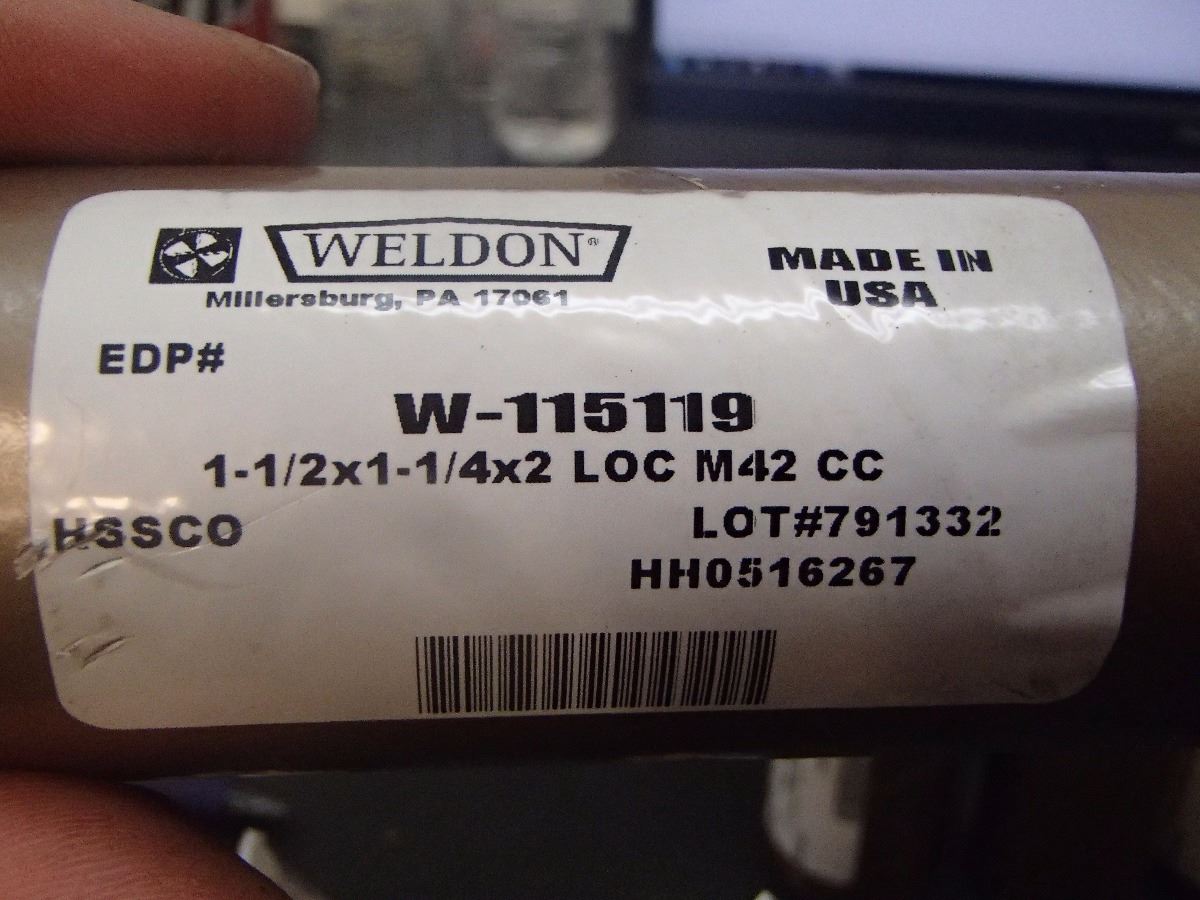 WELDON®
Millersburg, PA 17061
MADE IN
USA
EDP#
W-115119
1-1/2x1-1/4x2 LOC M42 CC
HSSCO
LOT#791332
HH0516267